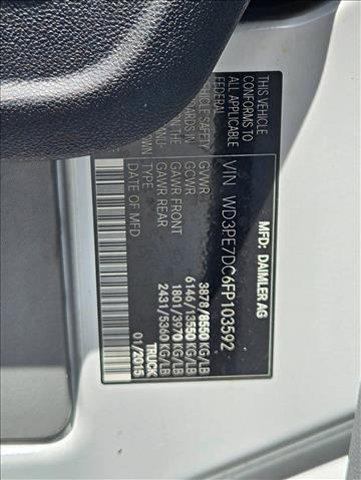 MFD: DAIMLER AG
VIN WD3PE7DC6FP103592
VEHICLE
CONFORMS TO
ALL APPLICABLE
FEDERAL
VEHICLE SAFETY
GVWR 3878/8550 KG/LB
GCWR 6146/13550 KG/LB
GAWR FRONT 1801/3970 KG/LB
GAWR REAR 2431/5360 KG/LB
TRUCK
DATE OF MFD 01/2015